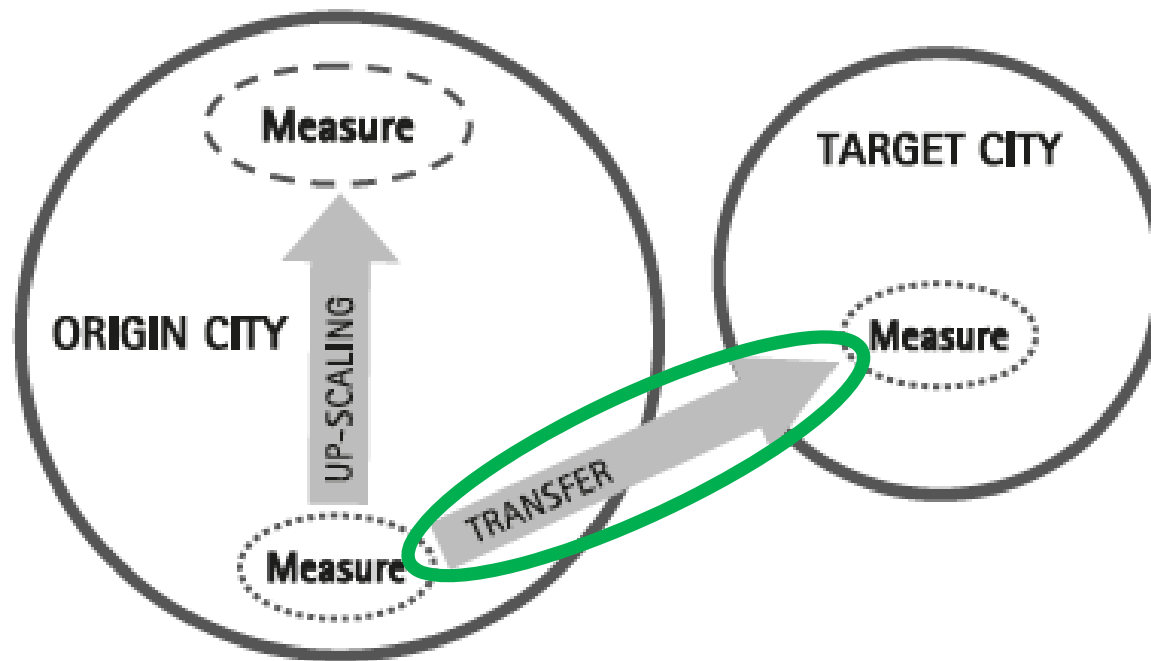 Measure
TARGET CITY
ORIGIN CITY
UP-SCALING
Measure
TRANSFER
Measure